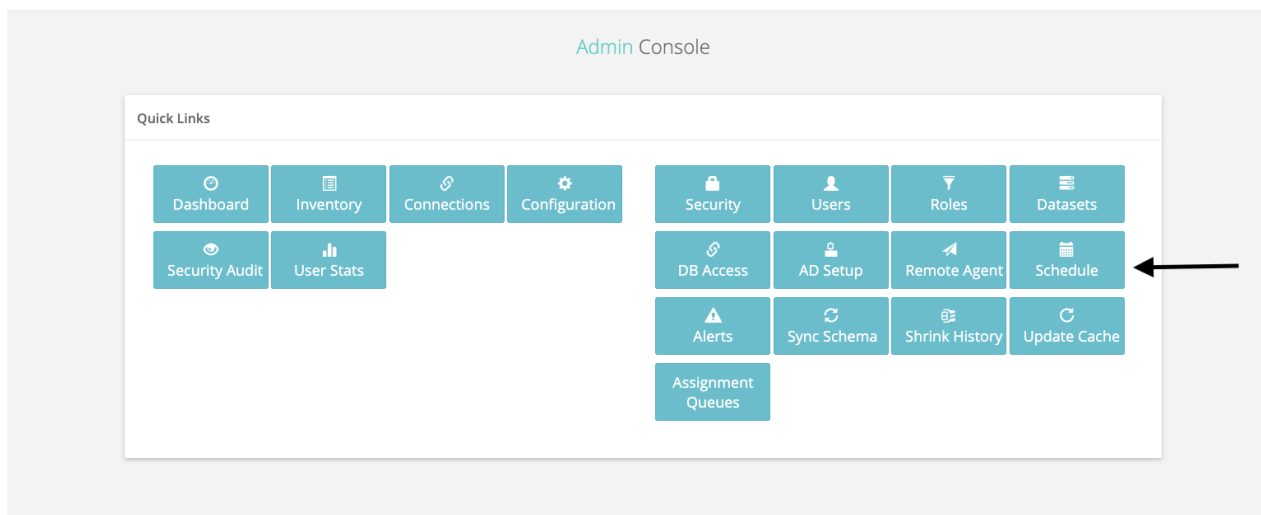 Admin Console
Quick Links
Dashboard
Inventory
Connections
Configuration
Security Audit
User Stats
Security
Users
Roles
Datasets
DB Access
AD Setup
Remote Agent
Schedule
Alerts
Sync Schema
Shrink History
Update Cache
Assignment
Queues